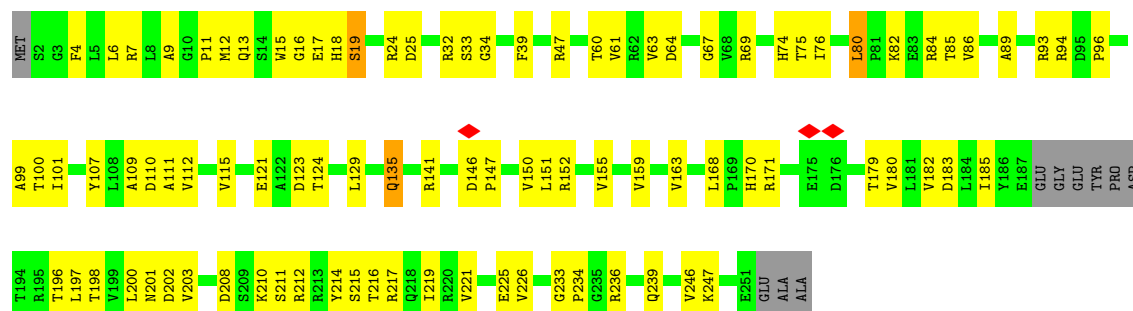 MET S2 G3 F4 L5 L6 R7 L8 A9 G10 P11 M12 Q13 S14 W15 G16 E17 H18 S19 R24 D25 R32 S33 G34 F39 R47 T60 V61 R62 V63 D64 G67 V68 R69 H74 T75 I76 L80 P81 K82 E83 R84 T85 V86 A89 R93 R94 D95 P96
A99 T100 I101 Y107 L108 A109 D110 A111 V112 V115 E121 A122 D123 T124 L129 Q135 R141 D146 P147 V150 L151 R152 V155 V159 V163 L168 P169 H170 R171 E175 D176 T179 V180 L181 V182 D183 L184 I185 Y186 E187 GLU GLY GLU TYR PRO ASP
T194 R195 T196 L197 T198 V199 L200 N201 D202 V203 D208 S209 K210 S211 R212 R213 Y214 S215 T216 R217 Q218 I219 R220 V221 E225 V226 G233 P234 G235 R236 Q239 V246 K247 E251 GLU ALA ALA